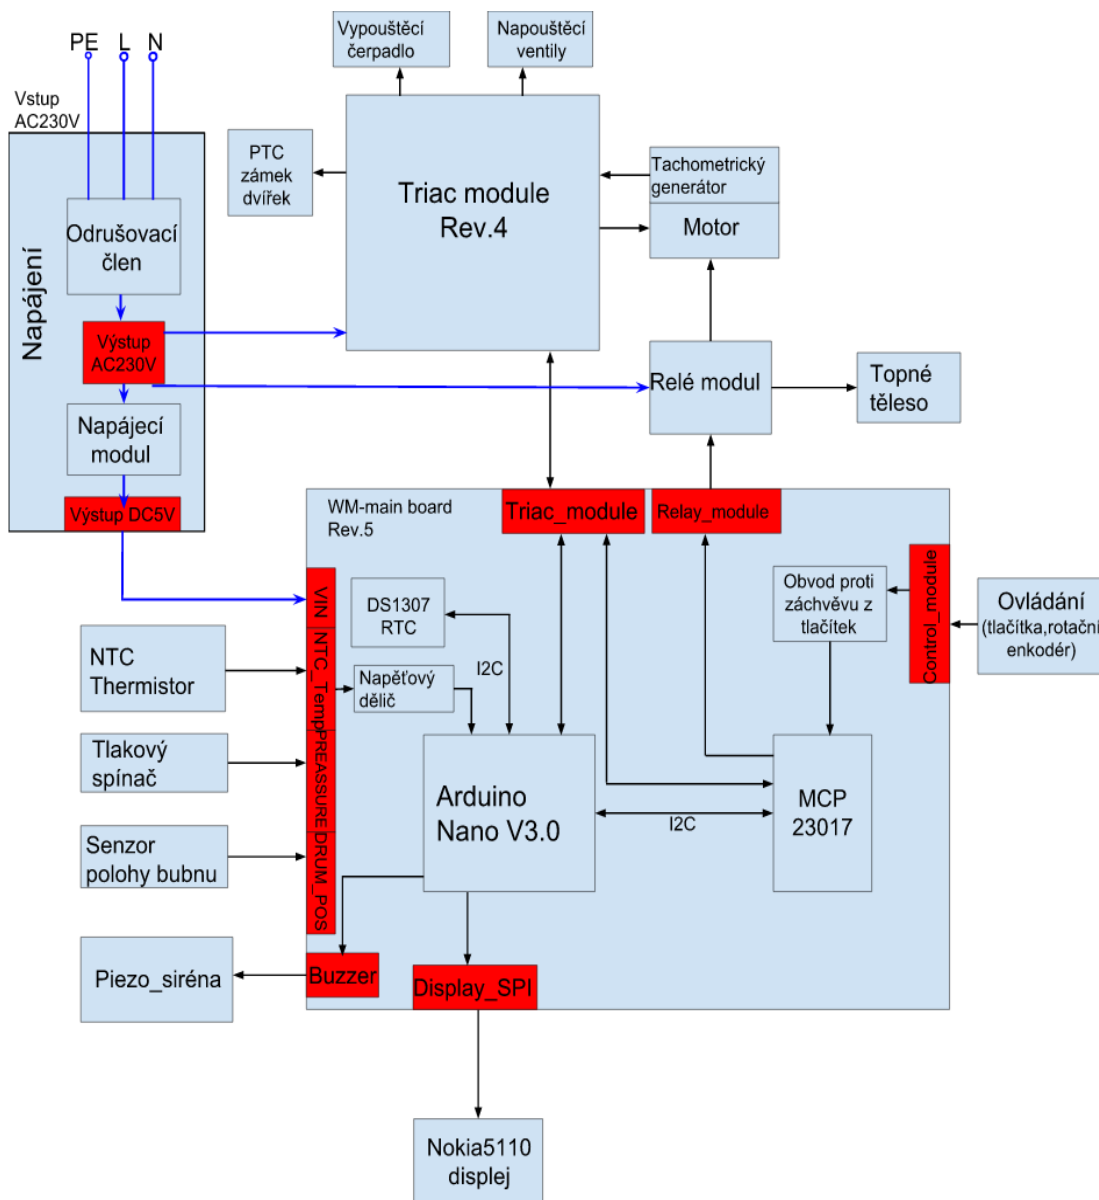 PE L N
Vstup
AC230V
Napájení
Odrušovací
člen
Výstup
AC230V
Napájecí
modul
Výstup DC5V
Vypouštěcí
čerpadlo
Napouštěcí
ventily
PTC
zámek
dvířek
Triac module
Rev.4
Tachometrický
generátor
Motor
Relé modul
Topné
těleso
WM-main board
Rev.5
Triac_module
Relay_module
Control_module
Ovládání
(tlačítka,rotační
enkodér)
Obvod proti
záchvěvu z
tlačítek
VIN
NTC_Temp
PREASSURE
DRUM_POS
DS1307
RTC
I2C
Napěťový
dělič
NTC
Thermistor
Tlakový
spínač
Senzor
polohy bubnu
Arduino
Nano V3.0
I2C
MCP
23017
Piezo_siréna
Buzzer
Display_SPI
Nokia5110
displej